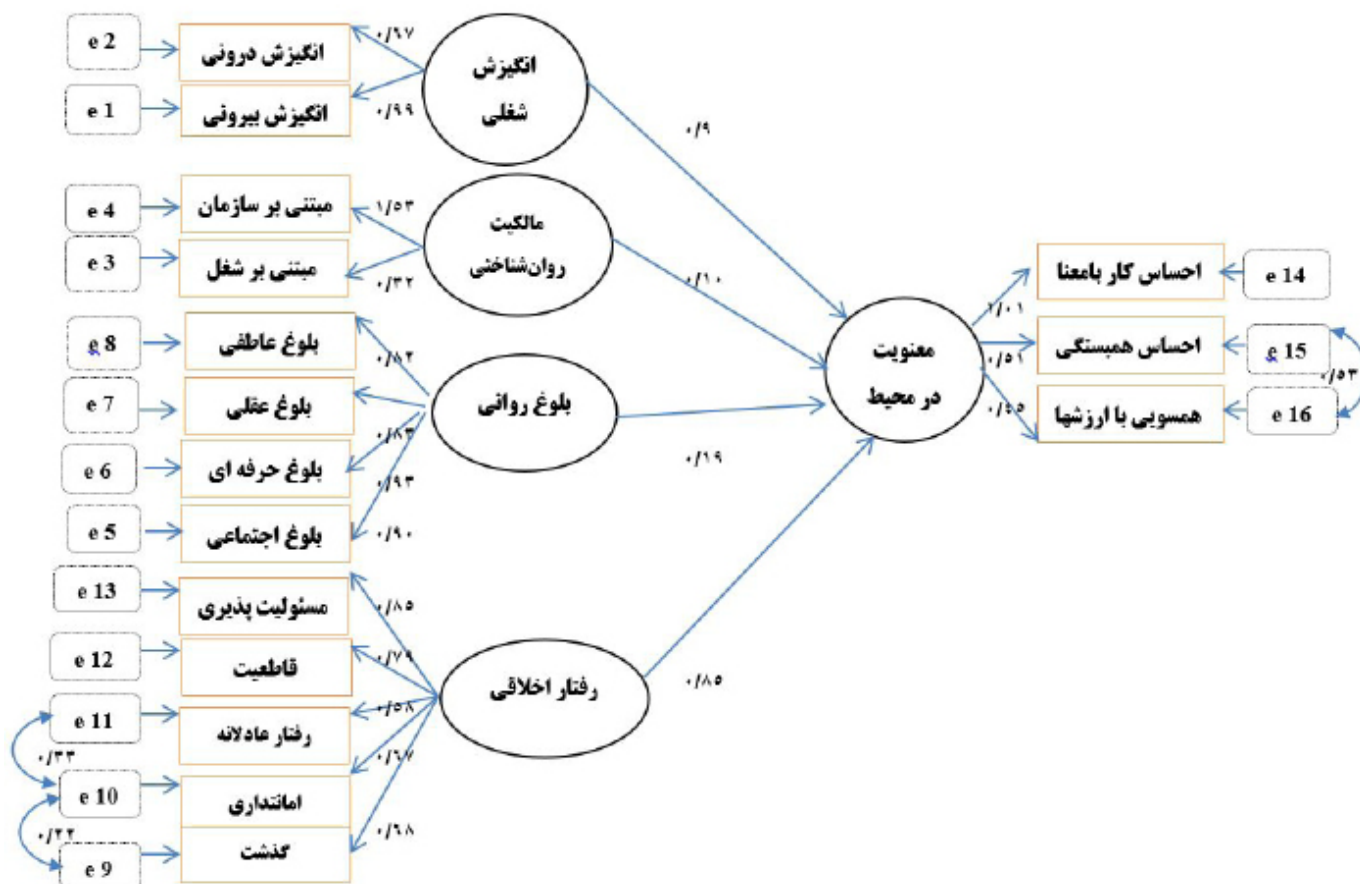 e 2
انگیزش درونی
۰/۶۷
انگیزش
شغلی
e 1
انگیزش بیرونی
۰/۹۹
۰/۹
e 4
مبتنی بر سازمان
۱/۵۳
مالکیت
روان‌شناختی
e 3
مبتنی بر شغل
۰/۳۲
۰/۱۰
e 8
بلوغ عاطفی
۰/۸۲
e 7
بلوغ عقلی
۰/۸۳
بلوغ روانی
e 6
بلوغ حرفه ای
۰/۹۳
۰/۱۹
e 5
بلوغ اجتماعی
۰/۹۰
e 13
مسئولیت پذیری
۰/۸۵
e 12
قاطعیت
۰/۷۹
رفتار اخلاقی
۰/۸۵
e 11
رفتار عادلانه
۰/۵۸
۰/۳۳
e 10
امانتداری
۰/۶۷
۰/۲۲
e 9
گذشت
۰/۶۸
معنویت
در محیط
احساس کار بامعنا
e 14
۱/۰۱
احساس همبستگی
e 15
۰/۵۱
۰/۵۳
همسویی با ارزشها
e 16
۰/۴۵